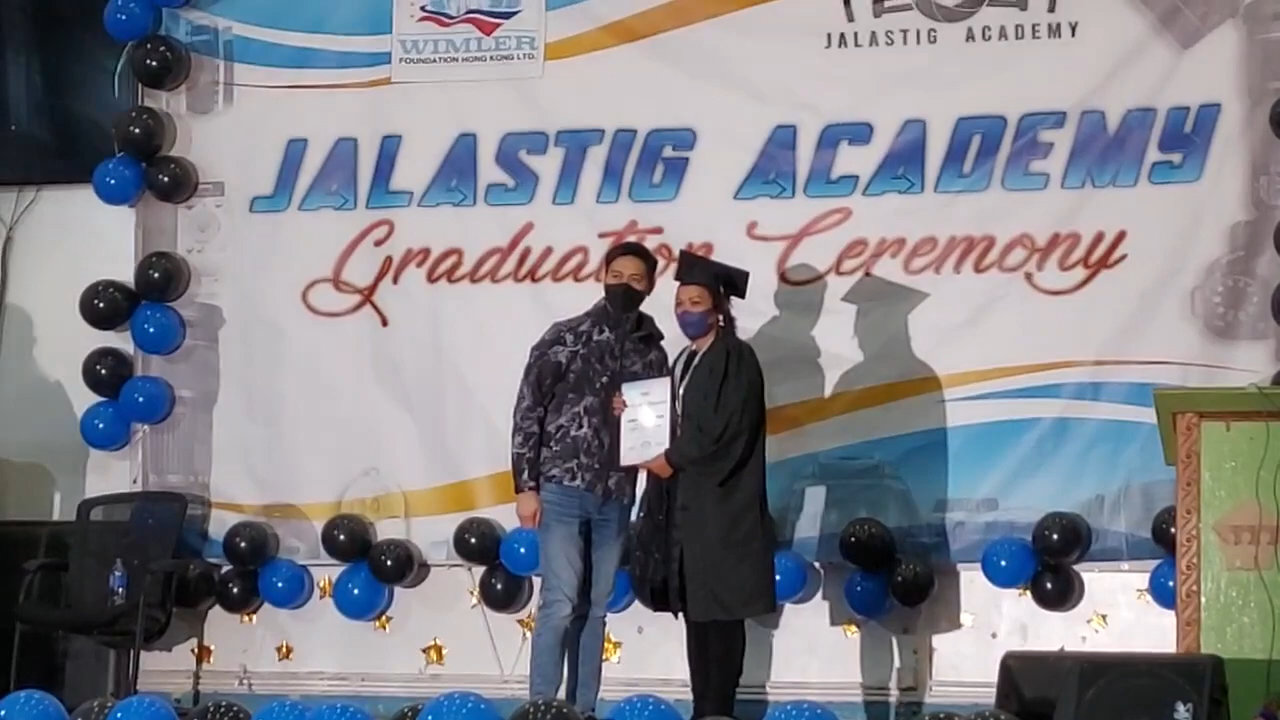 WIMLER
FOUNDATION HONG KONG LTD.
JALASTIG ACADEMY
JALASTIG ACADEMY
Graduation Ceremony